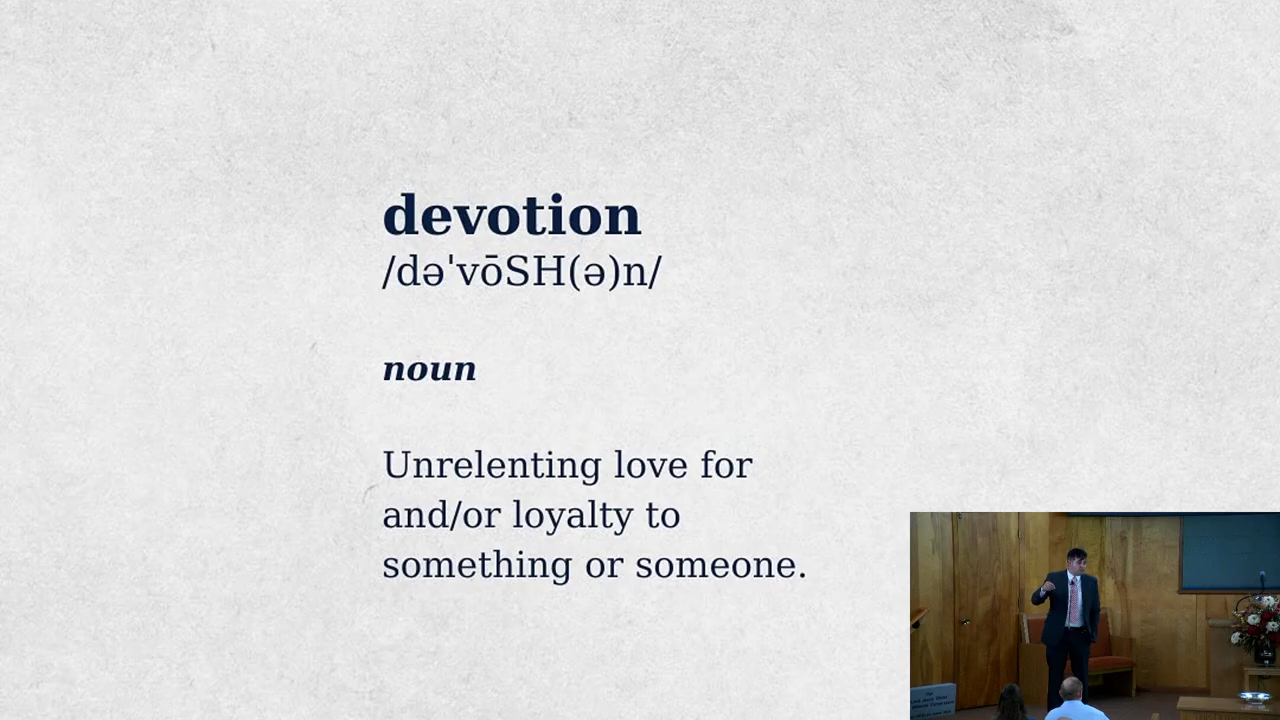 devotion
/dəˈvōSH(ə)n/
noun
Unrelenting love for
and/or loyalty to
something or someone.